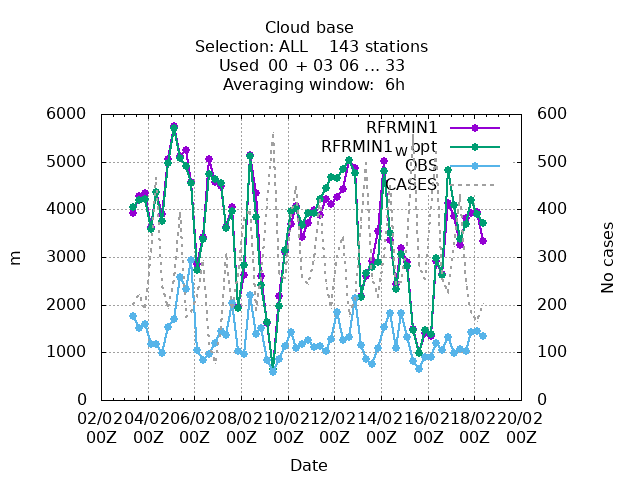 Cloud base
Selection: ALL    143 stations
Used  00  + 03 06 ... 33
Averaging window:  6h
6000
5000
4000
3000
2000
1000
0
600
500
400
300
200
100
0
m
No cases
RFRMIN1
RFRMIN1w opt
OBS
CASES
02/02 04/02 06/02 08/02 10/02 12/02 14/02 16/02 18/02 20/02
00Z 00Z 00Z 00Z 00Z 00Z 00Z 00Z 00Z 00Z
Date